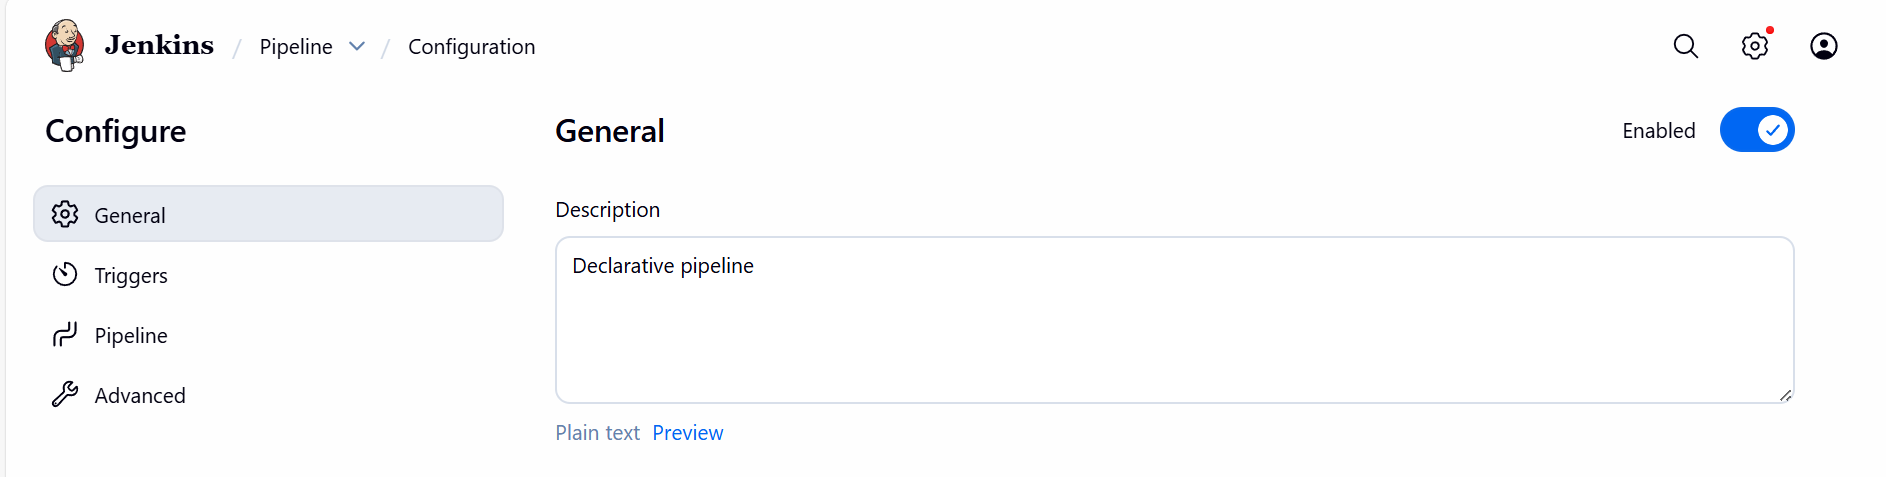 Jenkins / Pipeline / Configuration
Configure
General
Triggers
Pipeline
Advanced
General
Enabled
Description
Declarative pipeline
Plain text Preview